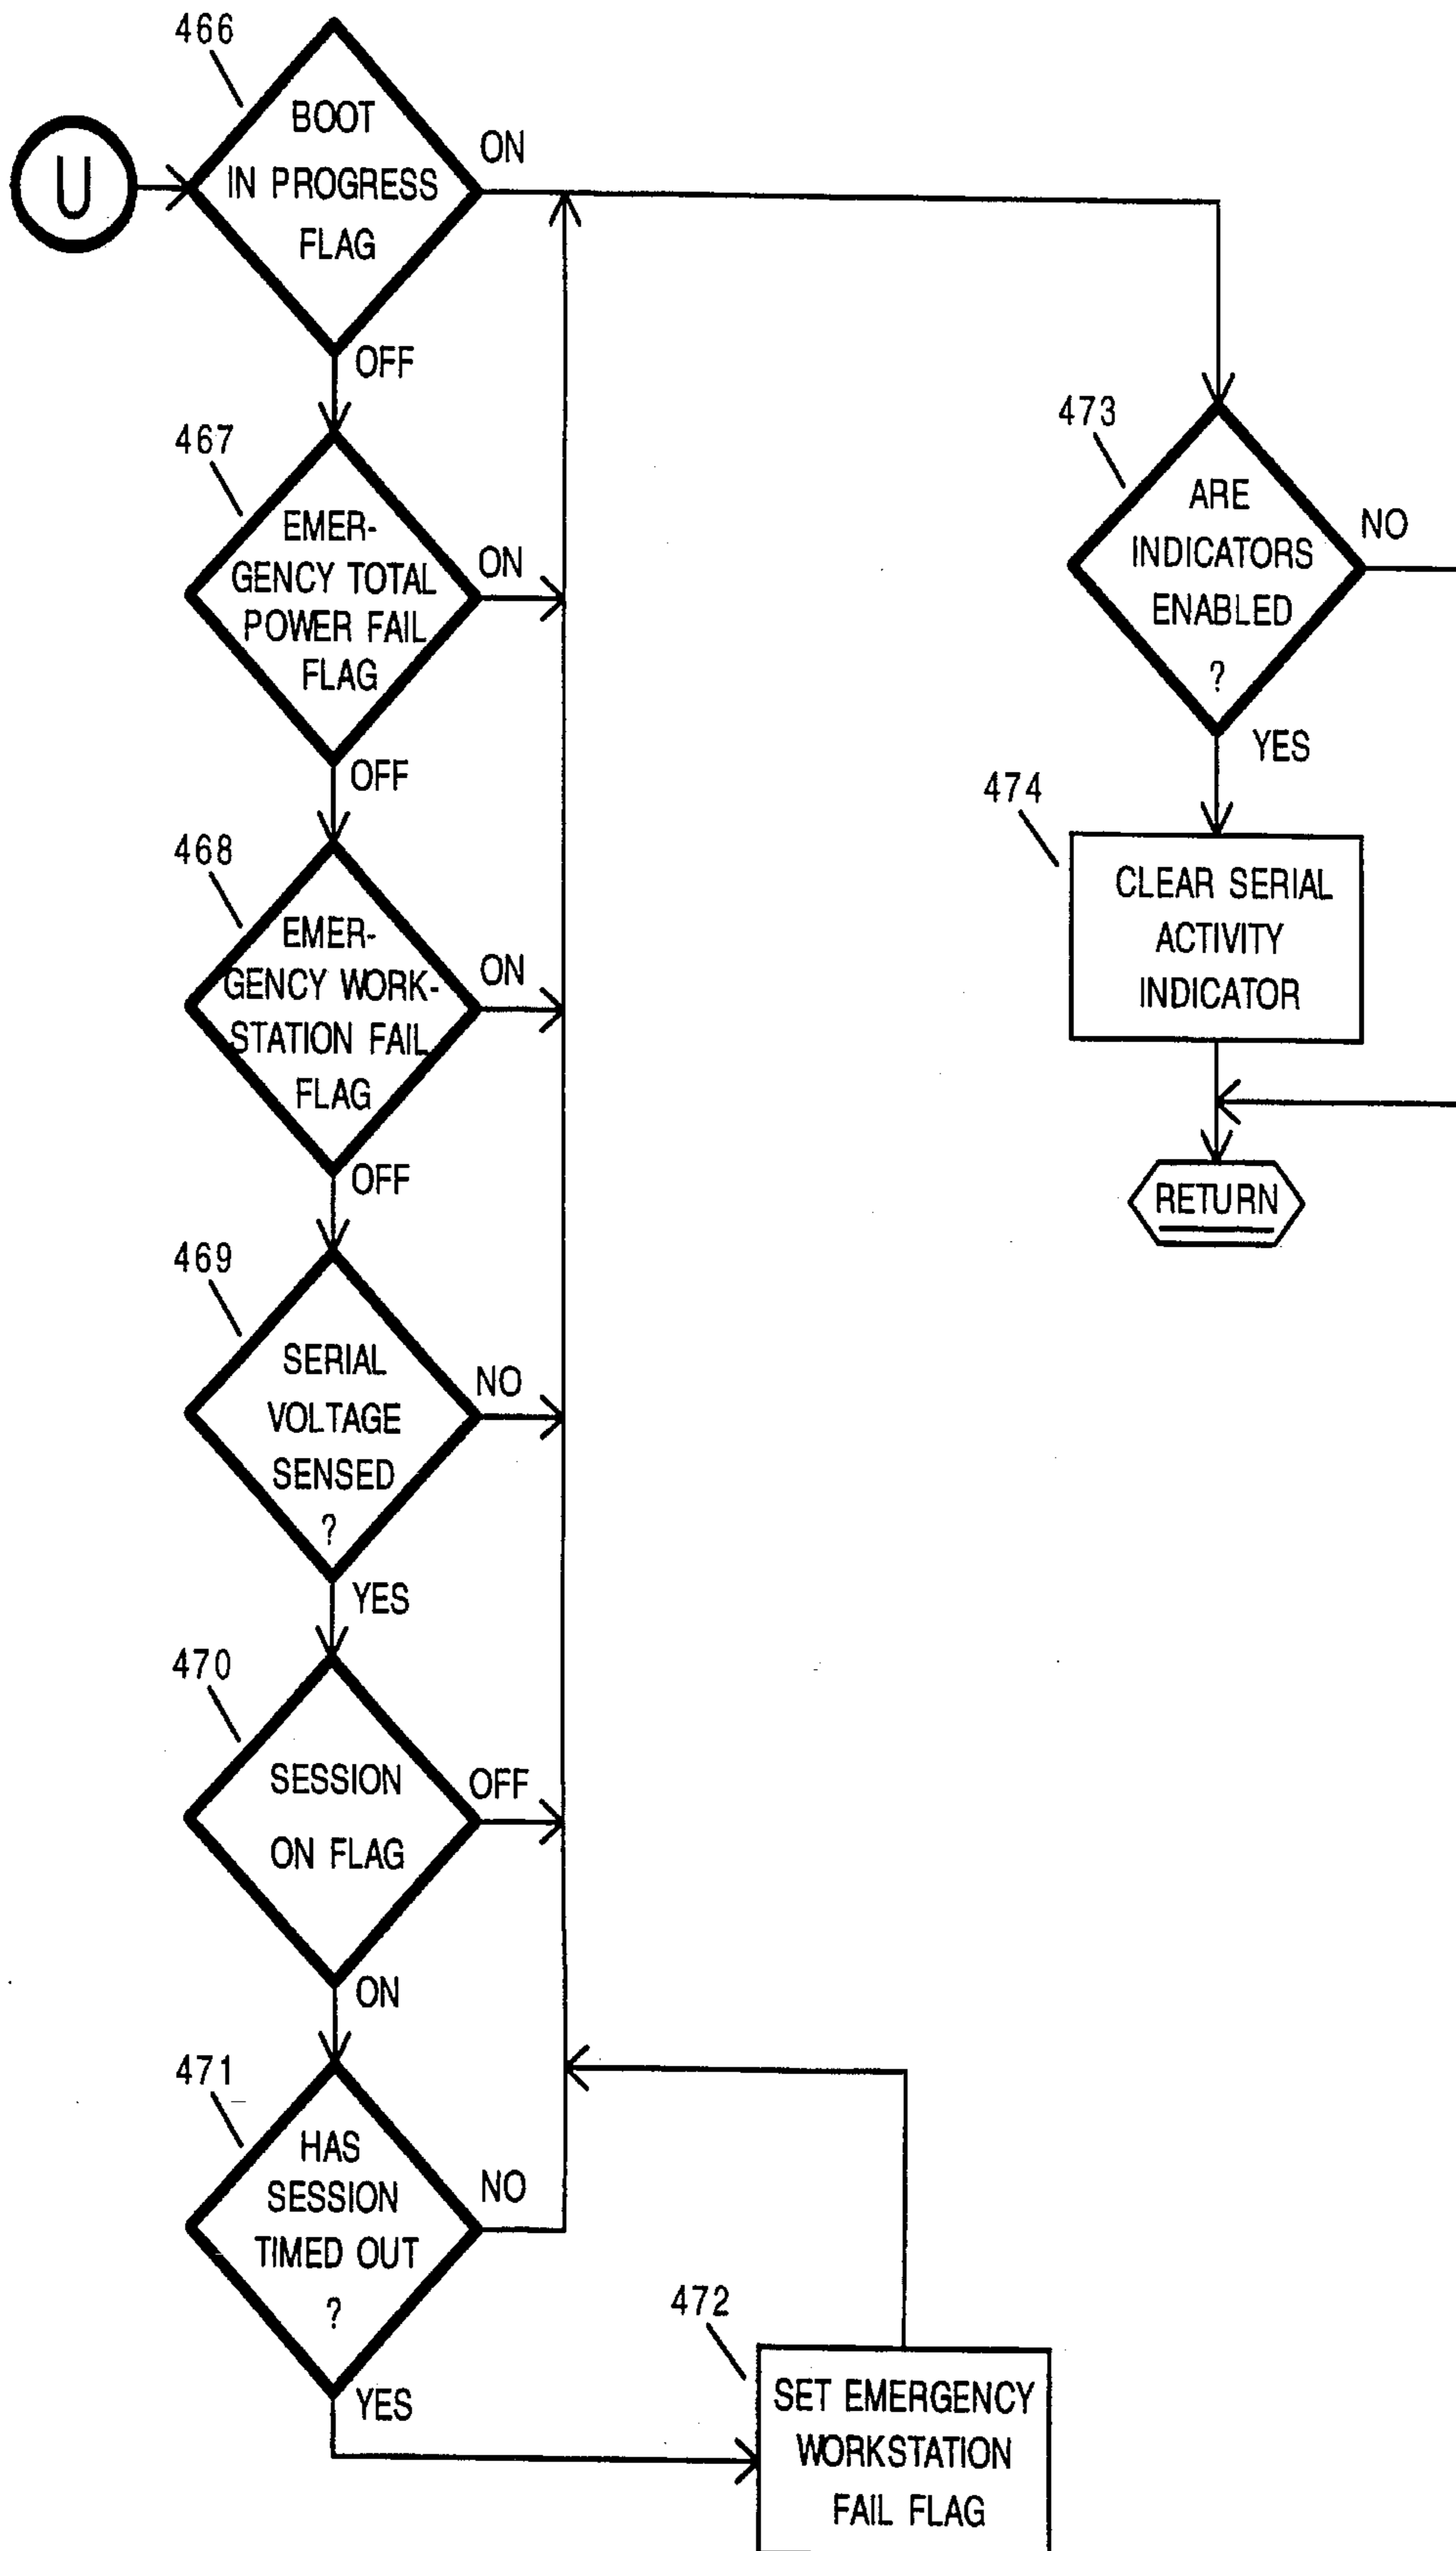 466
BOOT
IN PROGRESS
FLAG
ON
U
OFF
467
EMER-
GENCY TOTAL
POWER FAIL
FLAG
ON
OFF
468
EMER-
GENCY WORK-
STATION FAIL
FLAG
ON
OFF
469
SERIAL
VOLTAGE
SENSED
?
NO
YES
470
SESSION
ON FLAG
OFF
ON
471
HAS
SESSION
TIMED OUT
?
NO
YES
472
SET EMERGENCY
WORKSTATION
FAIL FLAG
473
ARE
INDICATORS
ENABLED
?
NO
YES
474
CLEAR SERIAL
ACTIVITY
INDICATOR
RETURN